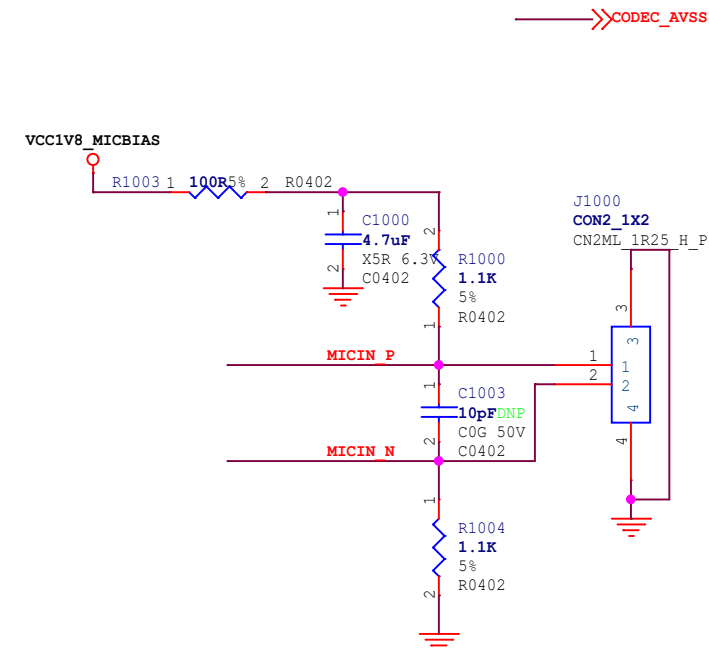 CODEC_AVSS
VCC1V8_MICBIAS
R1003 1 100R 5% 2 R0402
J1000
CON2_1X2
CN2ML_1R25_H_P
1
C1000
4.7uF
X5R 6.3V
C0402
2
2
R1000
1.1K
5%
R0402
1
3
3
MICIN_P
1
1
2
2
4
4
1
C1003
10pF DNP
C0G 50V
C0402
2
MICIN_N
1
R1004
1.1K
5%
R0402
2